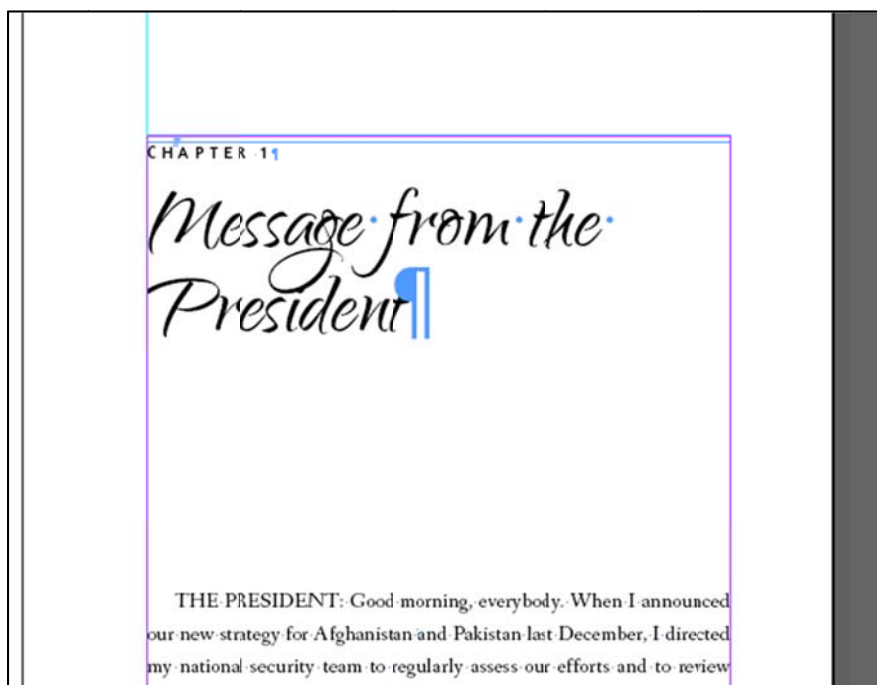 CHAPTER 1
Message from the
President
THE PRESIDENT: Good morning, everybody. When I announced
our new strategy for Afghanistan and Pakistan last December, I directed
my national security team to regularly assess our efforts and to review